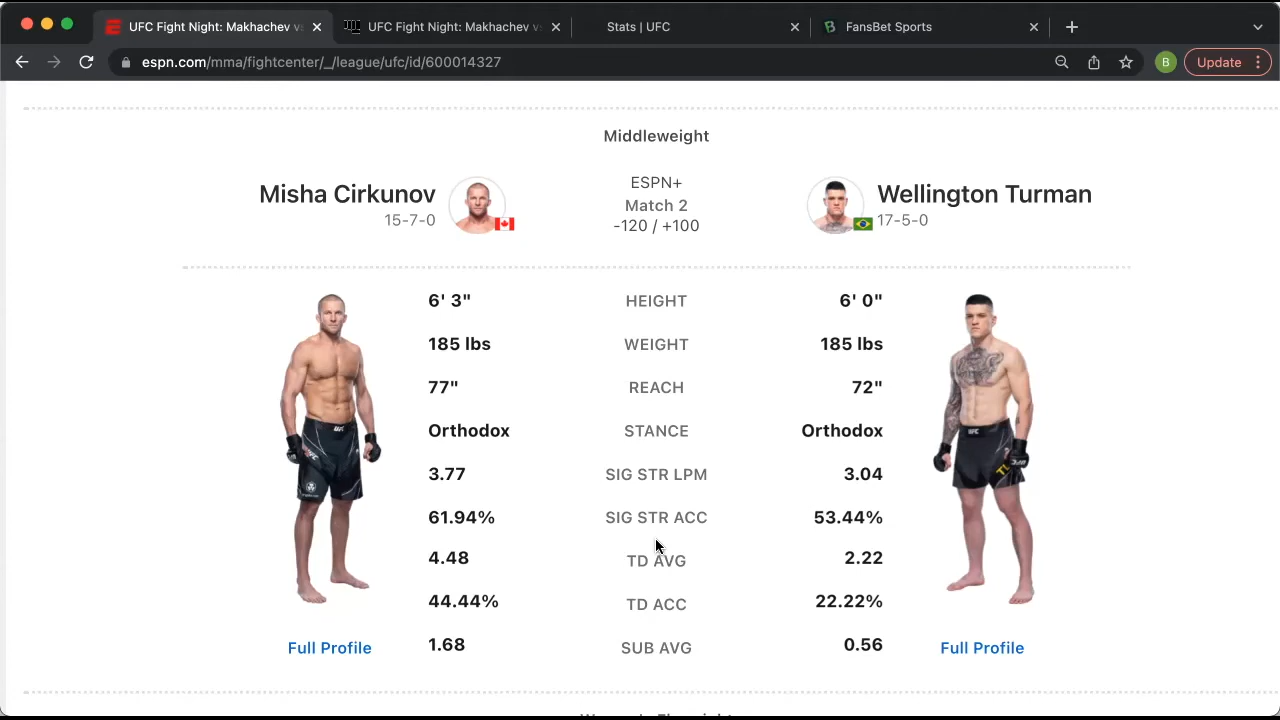 UFC Fight Night: Makhachev vs
UFC Fight Night: Makhachev vs
Stats | UFC
FansBet Sports
espn.com/mma/fightcenter/_/league/ufc/id/600014327
B
Update
Middleweight
Misha Cirkunov
15-7-0
ESPN+
Match 2
-120 / +100
Wellington Turman
17-5-0
6' 3" HEIGHT 6' 0"
185 lbs WEIGHT 185 lbs
77" REACH 72"
Orthodox STANCE Orthodox
3.77 SIG STR LPM 3.04
61.94% SIG STR ACC 53.44%
4.48 TD AVG 2.22
44.44% TD ACC 22.22%
1.68 SUB AVG 0.56
Full Profile
Full Profile